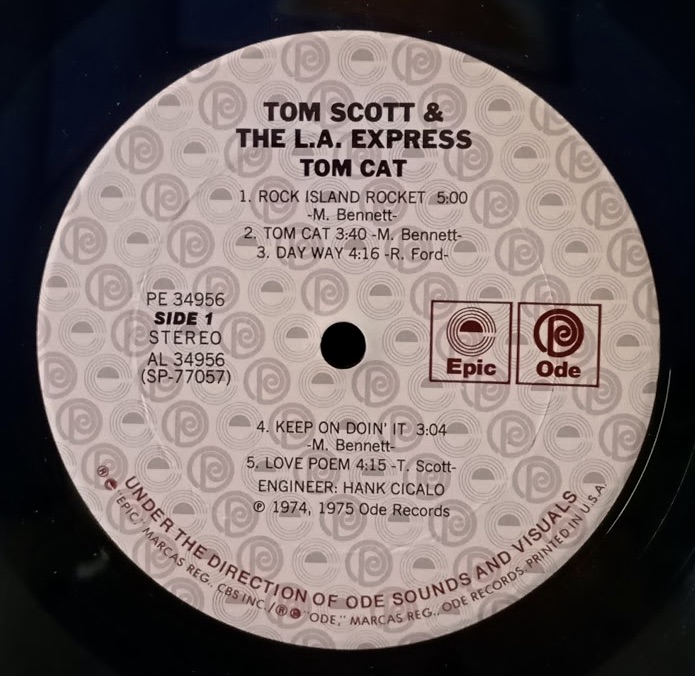 TOM SCOTT &
THE L.A. EXPRESS
TOM CAT
1. ROCK ISLAND ROCKET 5:00
-M. Bennett-
2. TOM CAT 3:40 -M. Bennett-
3. DAY WAY 4:16 -R. Ford-
PE 34956
SIDE 1
STEREO
AL 34956
(SP-77057)
Epic
Ode
4. KEEP ON DOIN' IT 3:04
-M. Bennett-
5. LOVE POEM 4:15 -T. Scott-
ENGINEER: HANK CICALO
℗ 1974, 1975 Ode Records
UNDER THE DIRECTION OF ODE SOUNDS AND VISUALS
"EPIC," MARCAS REG., CBS INC./ "ODE," MARCAS REG., ODE RECORDS. PRINTED IN U.S.A.